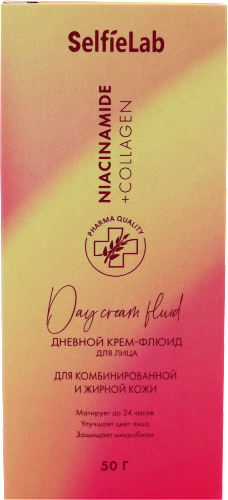 SelfieLab
NIACINAMIDE
+COLLAGEN
PHARMA QUALITY
Day cream fluid
ДНЕВНОЙ КРЕМ-ФЛЮИД
ДЛЯ ЛИЦА
ДЛЯ КОМБИНИРОВАННОЙ
И ЖИРНОЙ КОЖИ
Матирует до 24 часов
Улучшает цвет лица
Защищает микробиом
50 Г